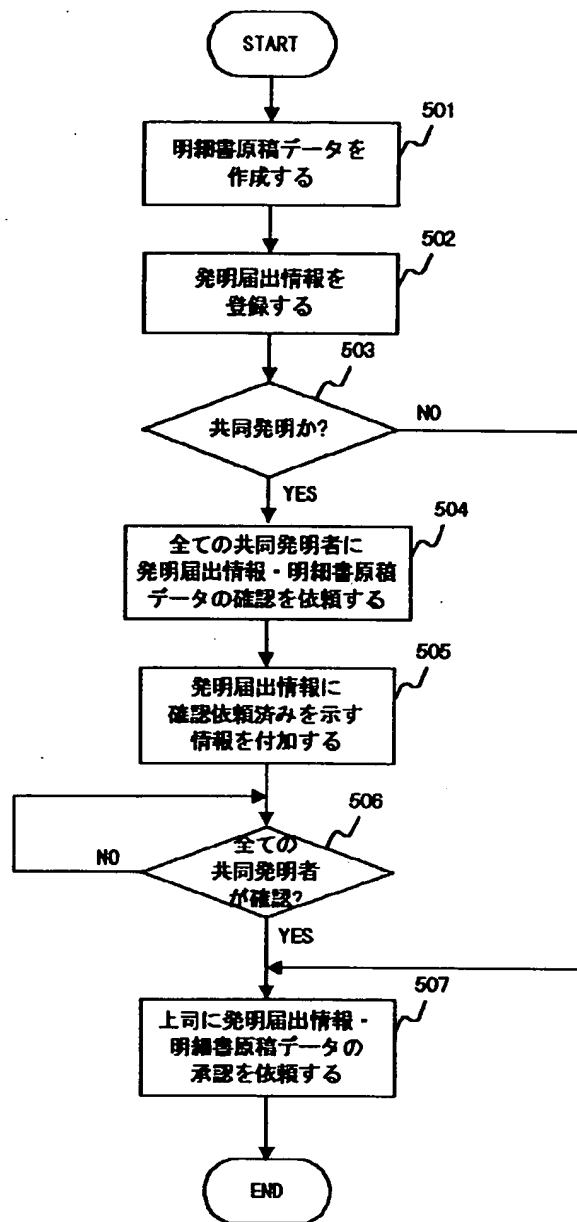 START
501
明細書原稿データを
作成する
502
発明届出情報を
登録する
503
共同発明か?
NO
YES
504
全ての共同発明者に
発明届出情報・明細書原稿
データの確認を依頼する
505
発明届出情報に
確認依頼済みを示す
情報を付加する
506
全ての
共同発明者
が確認?
NO
YES
507
上司に発明届出情報・
明細書原稿データの
承認を依頼する
END